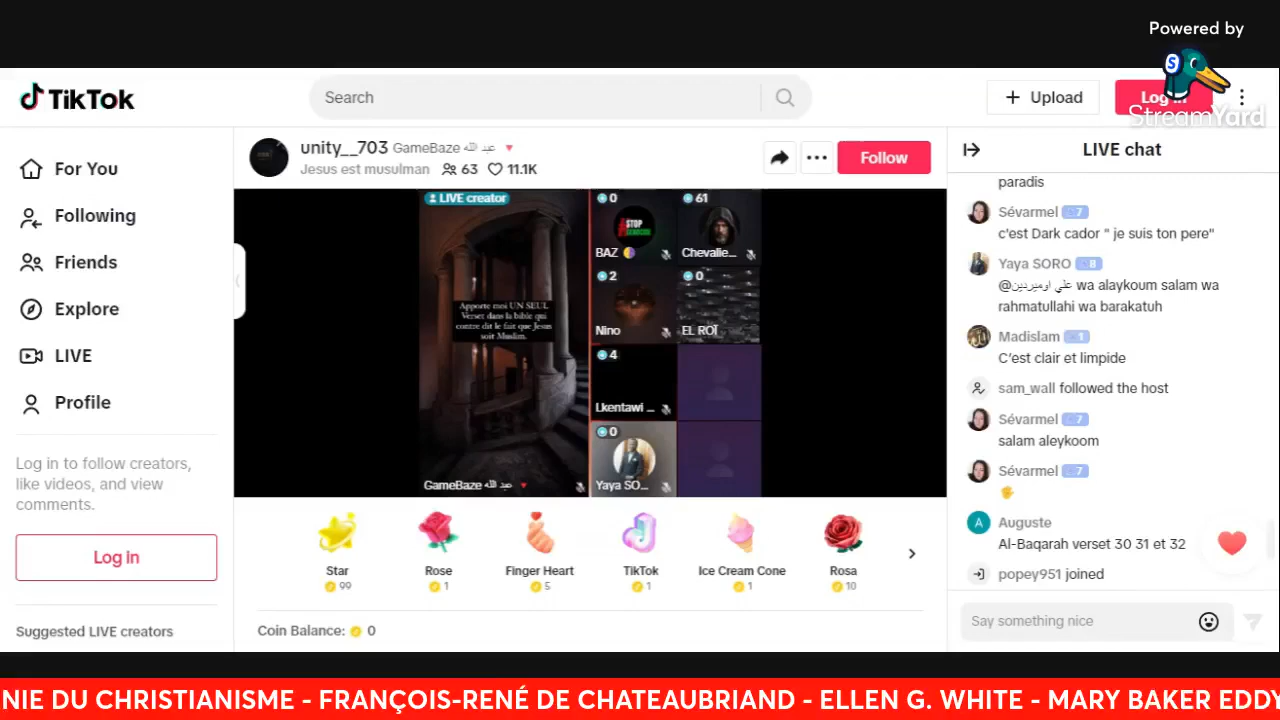 Powered by
StreamYard
TikTok
Search
Upload
Log in
For You
Following
Friends
Explore
LIVE
Profile
Log in to follow creators,
like videos, and view
comments.
Log in
Suggested LIVE creators
unity__703 GameBaze عبد الله
Jesus est musulman 63 11.1K
Follow
LIVE creator
Apporte moi UN SEUL
Verset dans la bible qui
contre dit le fait que Jesus
soit Muslim.
GameBaze عبد الله
0
BAZ
61
Chevalie...
2
Nino
0
EL ROÏ
4
Lkentawi ...
0
Yaya SO...
Star
99
Rose
1
Finger Heart
5
TikTok
1
Ice Cream Cone
1
Rosa
10
Coin Balance: 0
LIVE chat
paradis
Sévarmel 7
c'est Dark cador " je suis ton pere"
Yaya SORO 8
@علي اوميردين wa alaykoum salam wa
rahmatullahi wa barakatuh
Madislam 1
C'est clair et limpide
sam_wall followed the host
Sévarmel 7
salam aleykoom
Sévarmel 7
A Auguste
Al-Baqarah verset 30 31 et 32
popey951 joined
Say something nice
NIE DU CHRISTIANISME - FRANÇOIS-RENÉ DE CHATEAUBRIAND - ELLEN G. WHITE - MARY BAKER EDDY